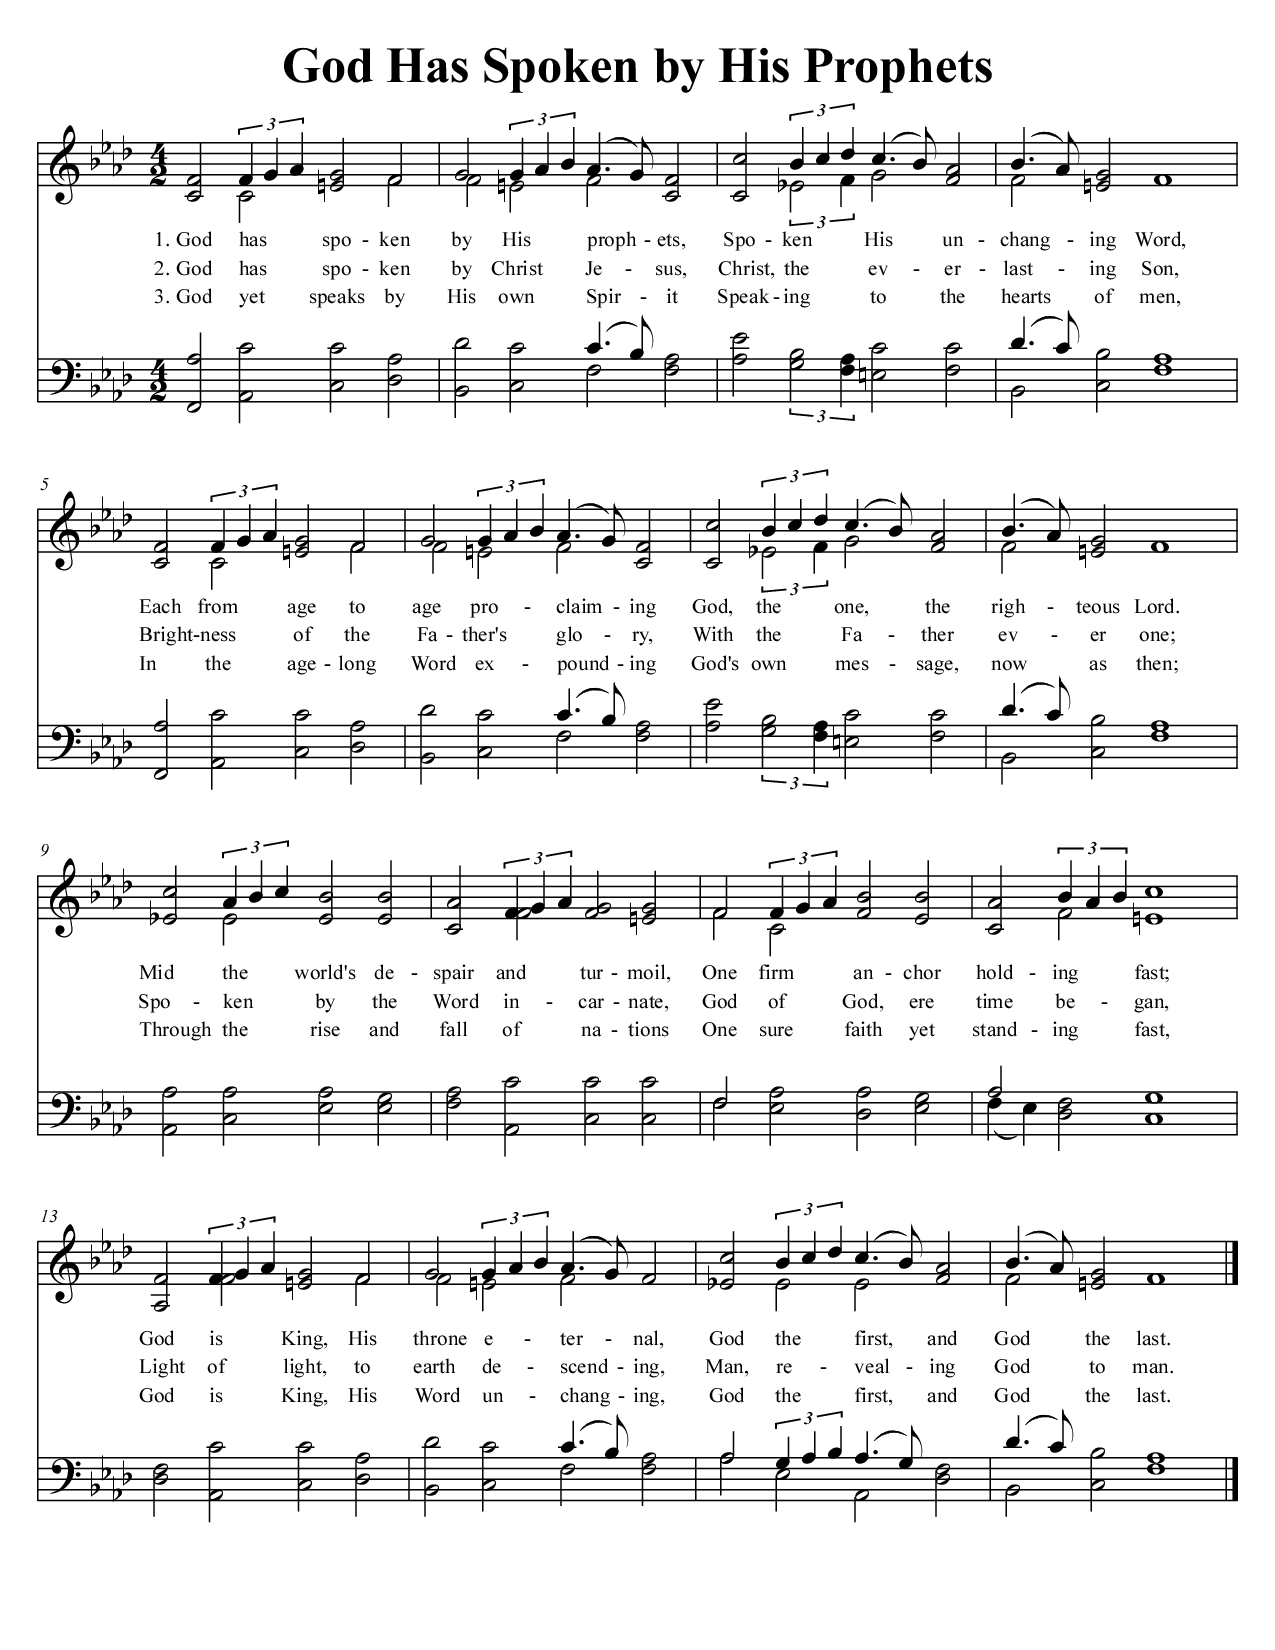 God Has Spoken by His Prophets
3 3 3
4 2
3
1. God has spo - ken by His proph - ets, Spo - ken His un - chang - ing Word,
2. God has spo - ken by Christ Je - sus, Christ, the ev - er - last - ing Son,
3. God yet speaks by His own Spir - it Speak - ing to the hearts of men,
4 2
3
5
3 3 3
3
Each from age to age pro - claim - ing God, the one, the righ - teous Lord.
Bright - ness of the Fa - ther's glo - ry, With the Fa - ther ev - er one;
In the age - long Word ex - pound - ing God's own mes - sage, now as then;
3
9
3 3 3 3
Mid the world's de - spair and tur - moil, One firm an - chor hold - ing fast;
Spo - ken by the Word in - car - nate, God of God, ere time be - gan,
Through the rise and fall of na - tions One sure faith yet stand - ing fast,
13
3 3 3
God is King, His throne e - ter - nal, God the first, and God the last.
Light of light, to earth de - scend - ing, Man, re - veal - ing God to man.
God is King, His Word un - chang - ing, God the first, and God the last.
3